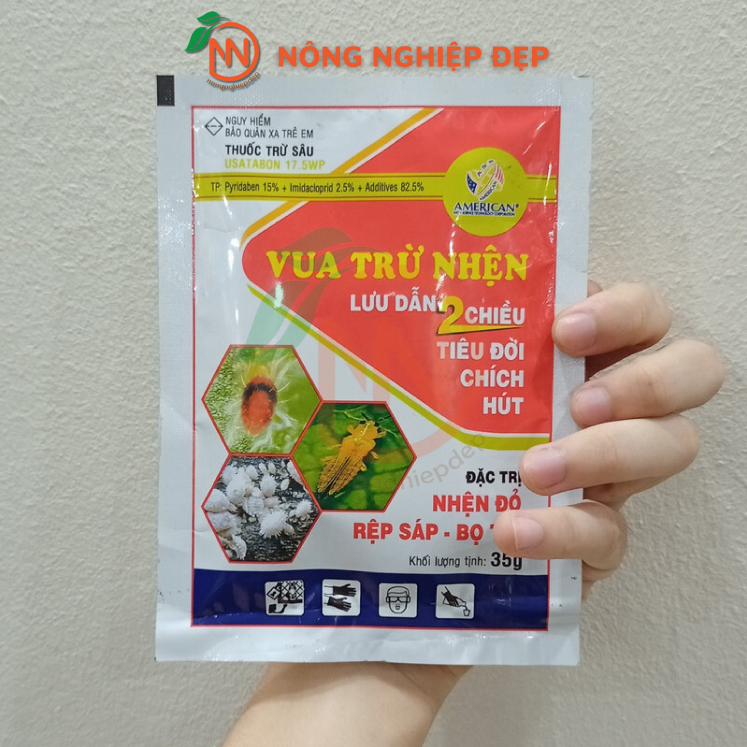 NN
nongnghiepdep
NÔNG NGHIỆP ĐẸP
NGUY HIỂM
BẢO QUẢN XA TRẺ EM
THUỐC TRỪ SÂU
USATABON 17.5WP
TP: Pyridaben 15% + Imidacloprid 2.5% + Additives 82.5%
AMERICAN
VUA TRỪ NHỆN
LƯU DẪN 2 CHIỀU
TIÊU ĐỜI
CHÍCH
HÚT
ĐẶC TRỊ
NHỆN ĐỎ
RỆP SÁP - BỌ
Khối lượng tịnh: 35g